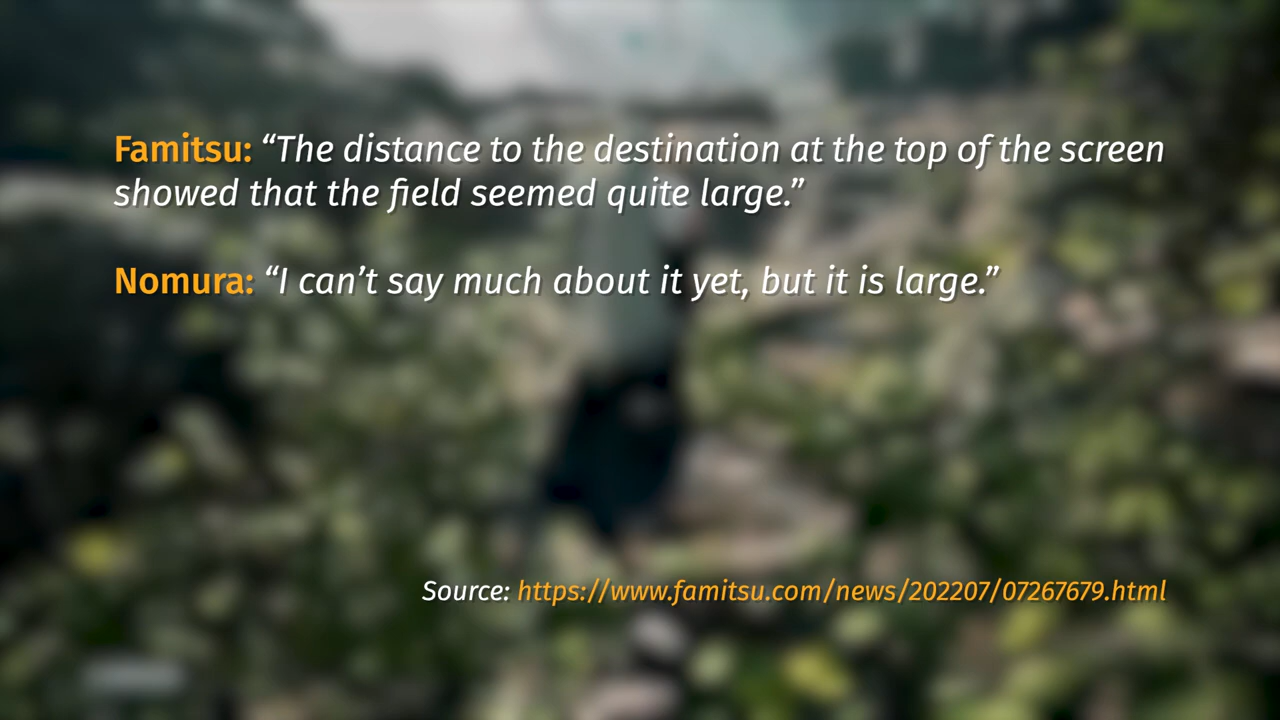 Famitsu: “The distance to the destination at the top of the screen
showed that the field seemed quite large.”
Nomura: “I can’t say much about it yet, but it is large.”
Source: https://www.famitsu.com/news/202207/07267679.html